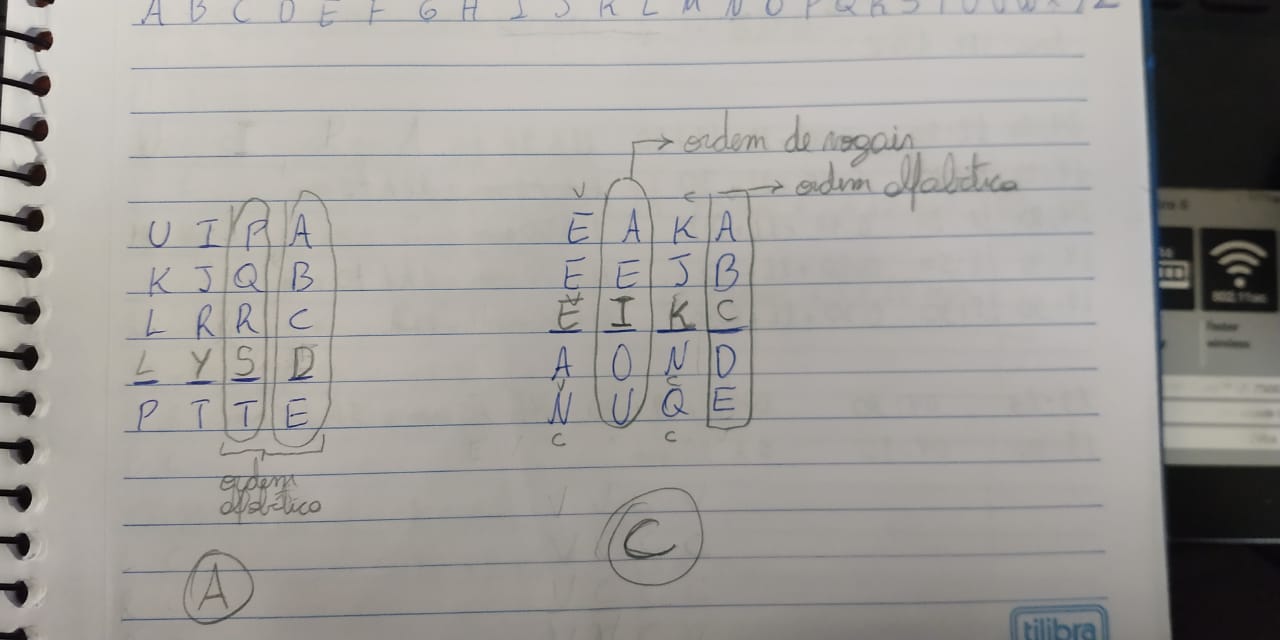 A B C D E F G H I J K L M N O P Q R S T U V W X Y Z
ordem de vogais
ordem alfabética
V C
U I P A E A K A
K J Q B E E J B
L R R C E I K C
L Y S D A O N D
P T T E N U Q E
C C
ordem
alfabética
A C
tilibra